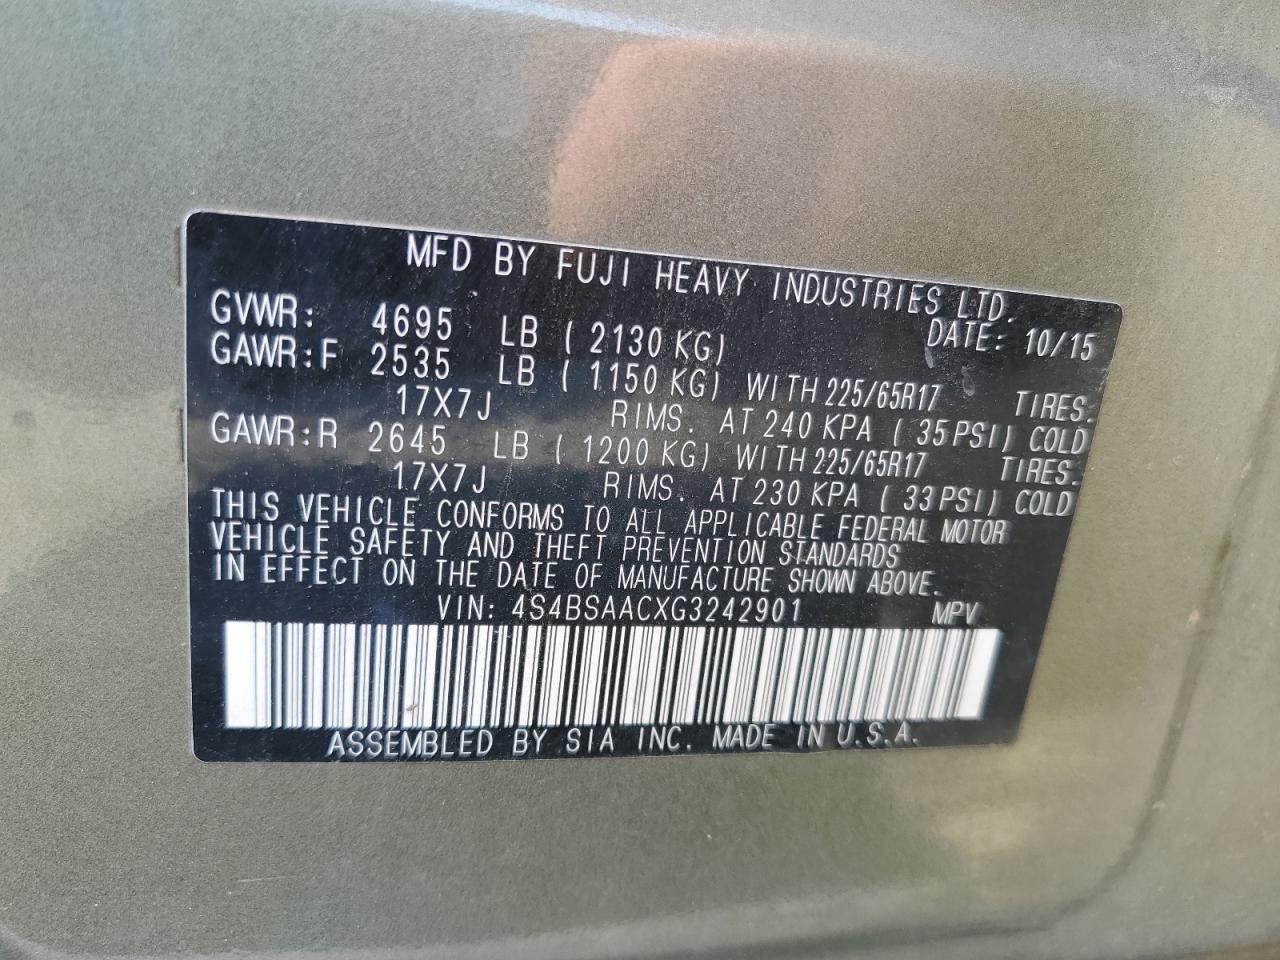 MFD BY FUJI HEAVY INDUSTRIES LTD.
GVWR: 4695 LB ( 2130 KG) DATE: 10/15
GAWR:F 2535 LB ( 1150 KG) WITH 225/65R17 TIRES.
17X7J RIMS. AT 240 KPA ( 35 PSI) COLD
GAWR:R 2645 LB ( 1200 KG) WITH 225/65R17 TIRES.
17X7J RIMS. AT 230 KPA ( 33 PSI) COLD
THIS VEHICLE CONFORMS TO ALL APPLICABLE FEDERAL MOTOR
VEHICLE SAFETY AND THEFT PREVENTION STANDARDS
IN EFFECT ON THE DATE OF MANUFACTURE SHOWN ABOVE.
VIN: 4S4BSAACXG3242901 MPV
ASSEMBLED BY SIA INC. MADE IN U.S.A.